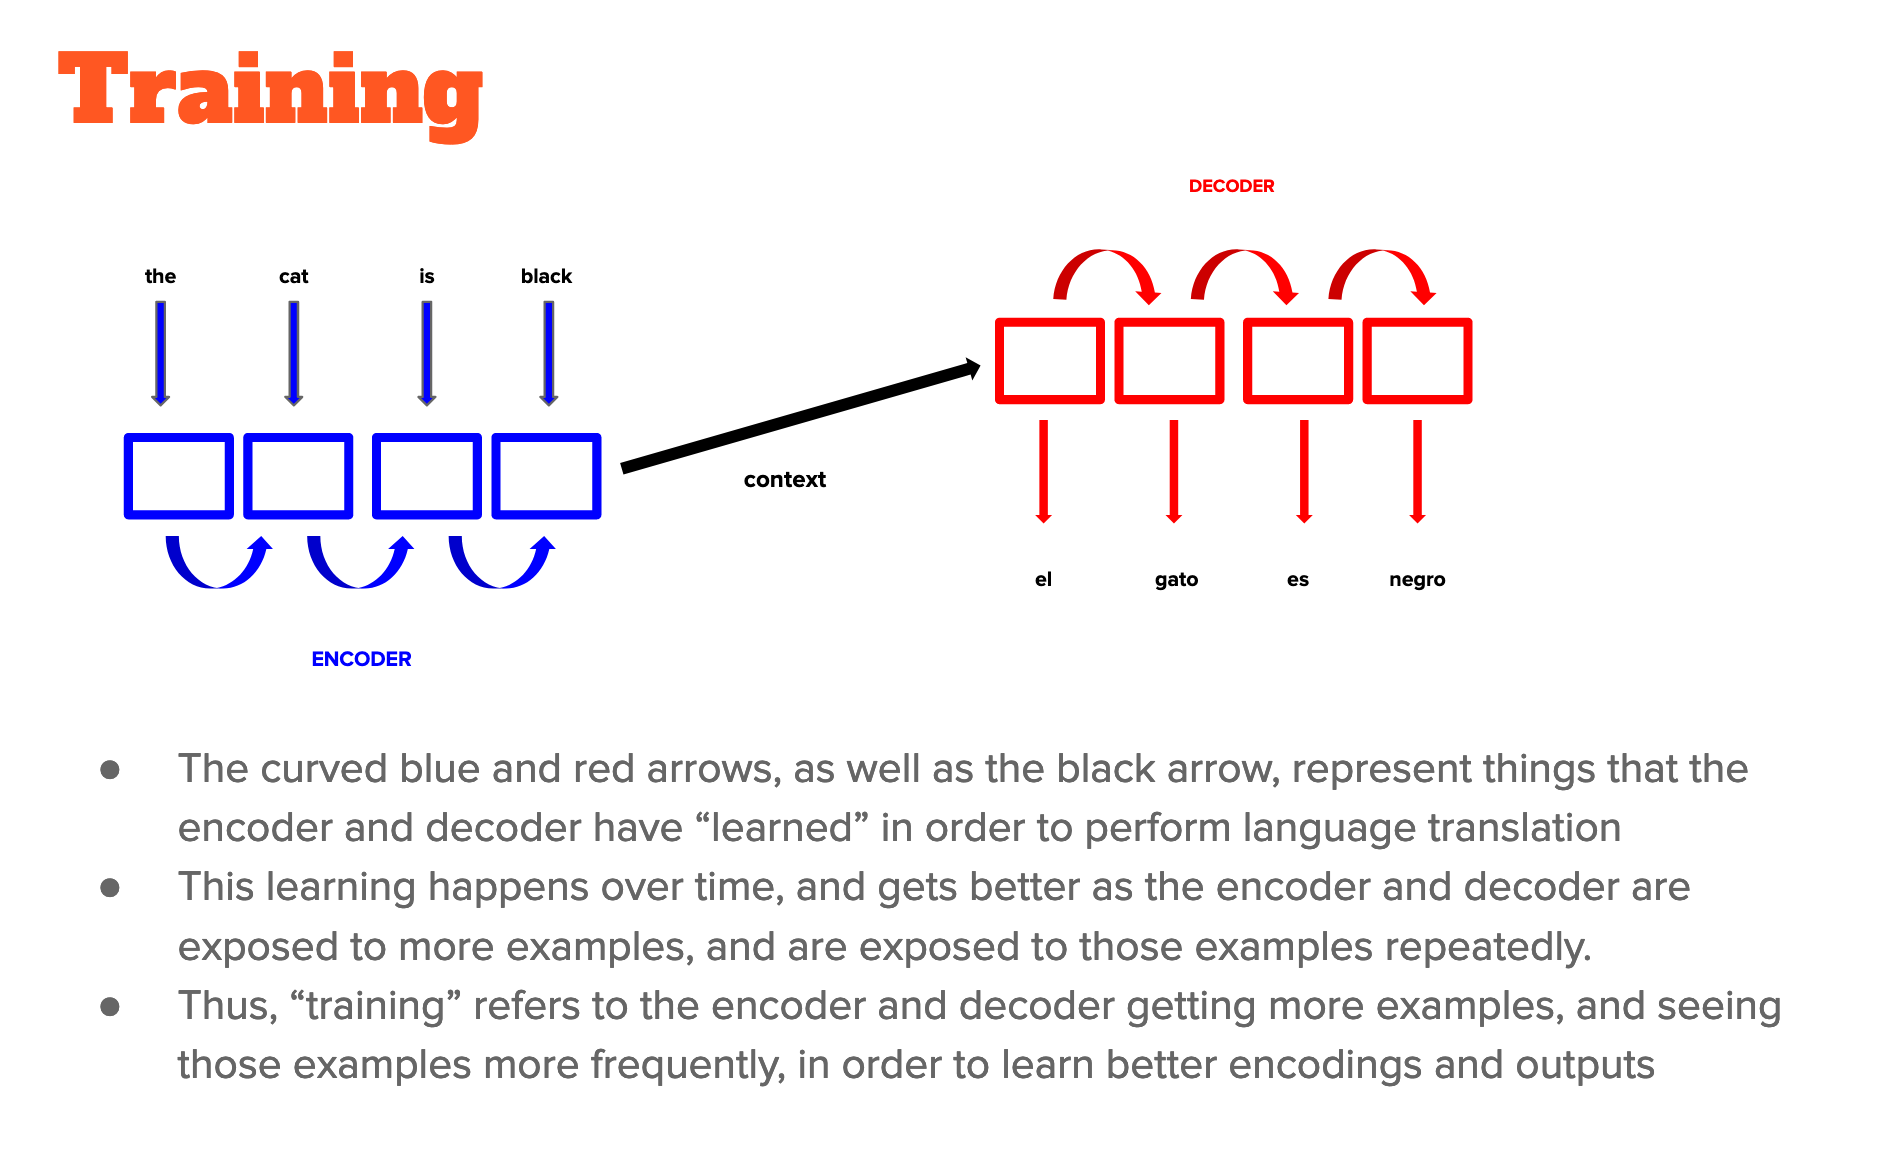 Training
DECODER
the cat is black
context
el gato es negro
ENCODER
● The curved blue and red arrows, as well as the black arrow, represent things that the
encoder and decoder have “learned” in order to perform language translation
● This learning happens over time, and gets better as the encoder and decoder are
exposed to more examples, and are exposed to those examples repeatedly.
● Thus, “training” refers to the encoder and decoder getting more examples, and seeing
those examples more frequently, in order to learn better encodings and outputs